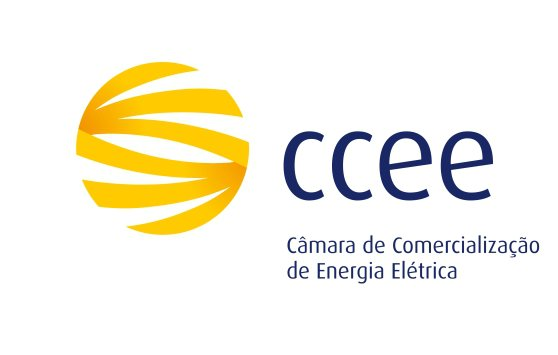 ccee
Câmara de Comercialização
de Energia Elétrica